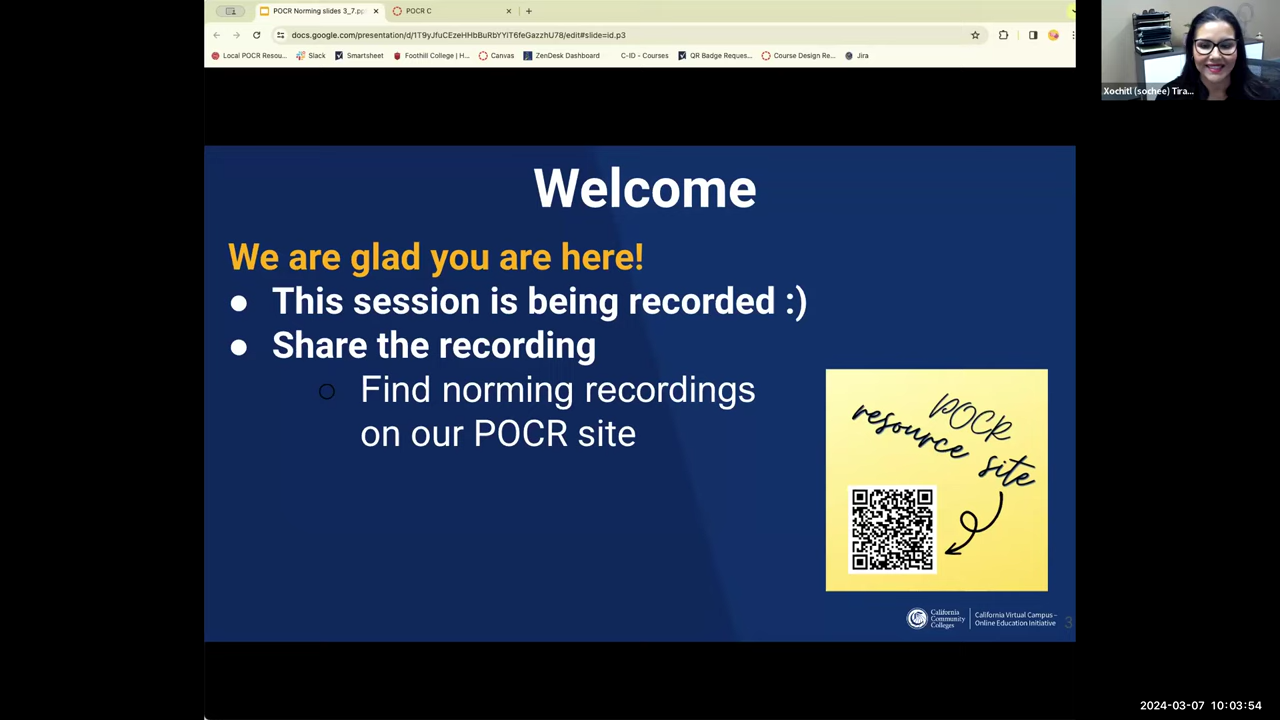 POCR Norming slides 3_7.pp
POCR C
docs.google.com/presentation/d/1T9yJfuCEzeHHbBuRbYYlT6feGazzhU78/edit#slide=id.p3
Local POCR Resou...
Slack
Smartsheet
Foothill College | H...
Canvas
ZenDesk Dashboard
C-ID - Courses
QR Badge Reques...
Course Design Re...
Jira
Xochitl (sochee) Tira...
Welcome
We are glad you are here!
● This session is being recorded :)
● Share the recording
○ Find norming recordings
on our POCR site
POCR
resource site
California
Community
Colleges
California Virtual Campus –
Online Education Initiative
3
2024-03-07 10:03:54